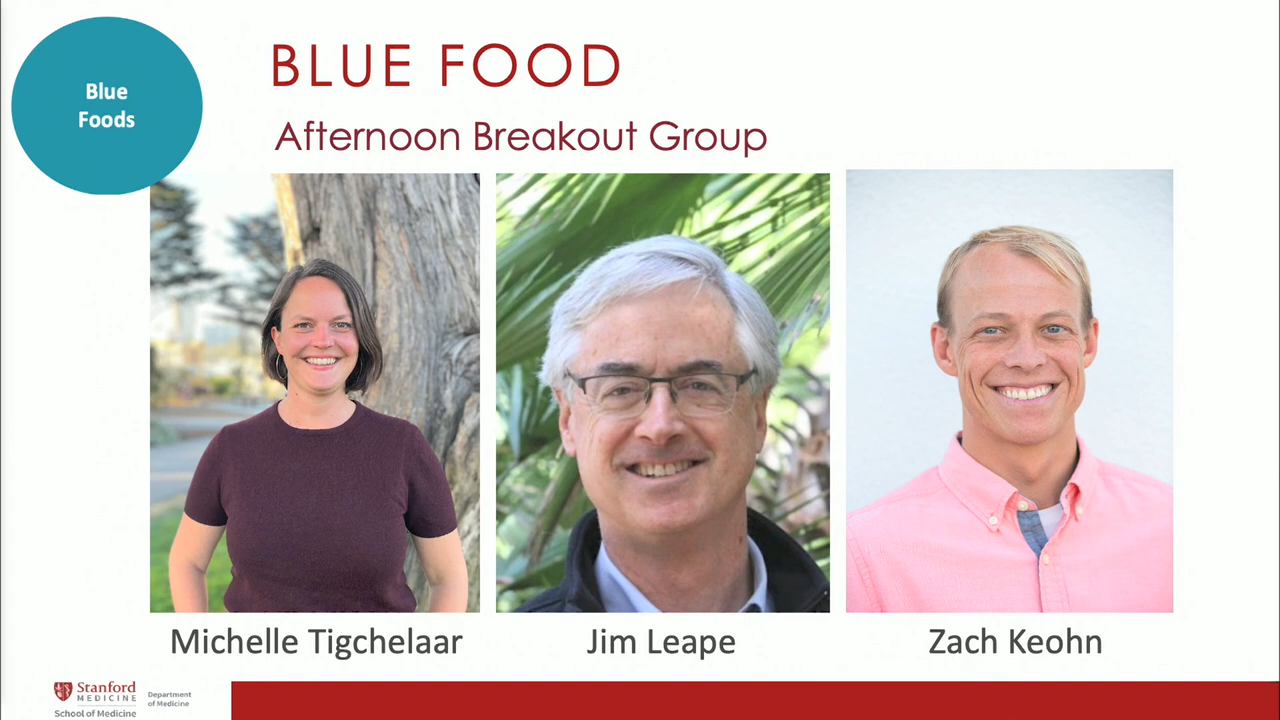 Blue
Foods
BLUE FOOD
Afternoon Breakout Group
Michelle Tigchelaar
Jim Leape
Zach Keohn
Stanford
MEDICINE
School of Medicine
Department
of Medicine